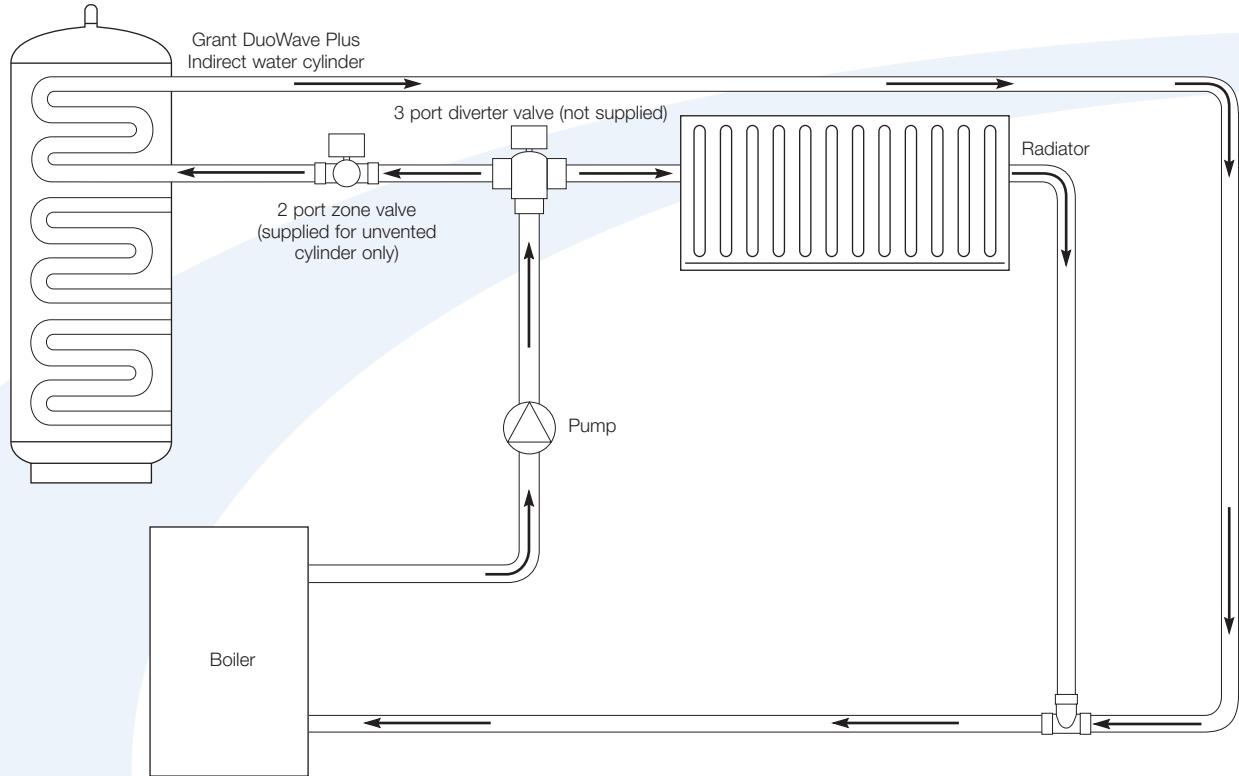 Grant DuoWave Plus
Indirect water cylinder
3 port diverter valve (not supplied)
Radiator
2 port zone valve
(supplied for unvented
cylinder only)
Pump
Boiler